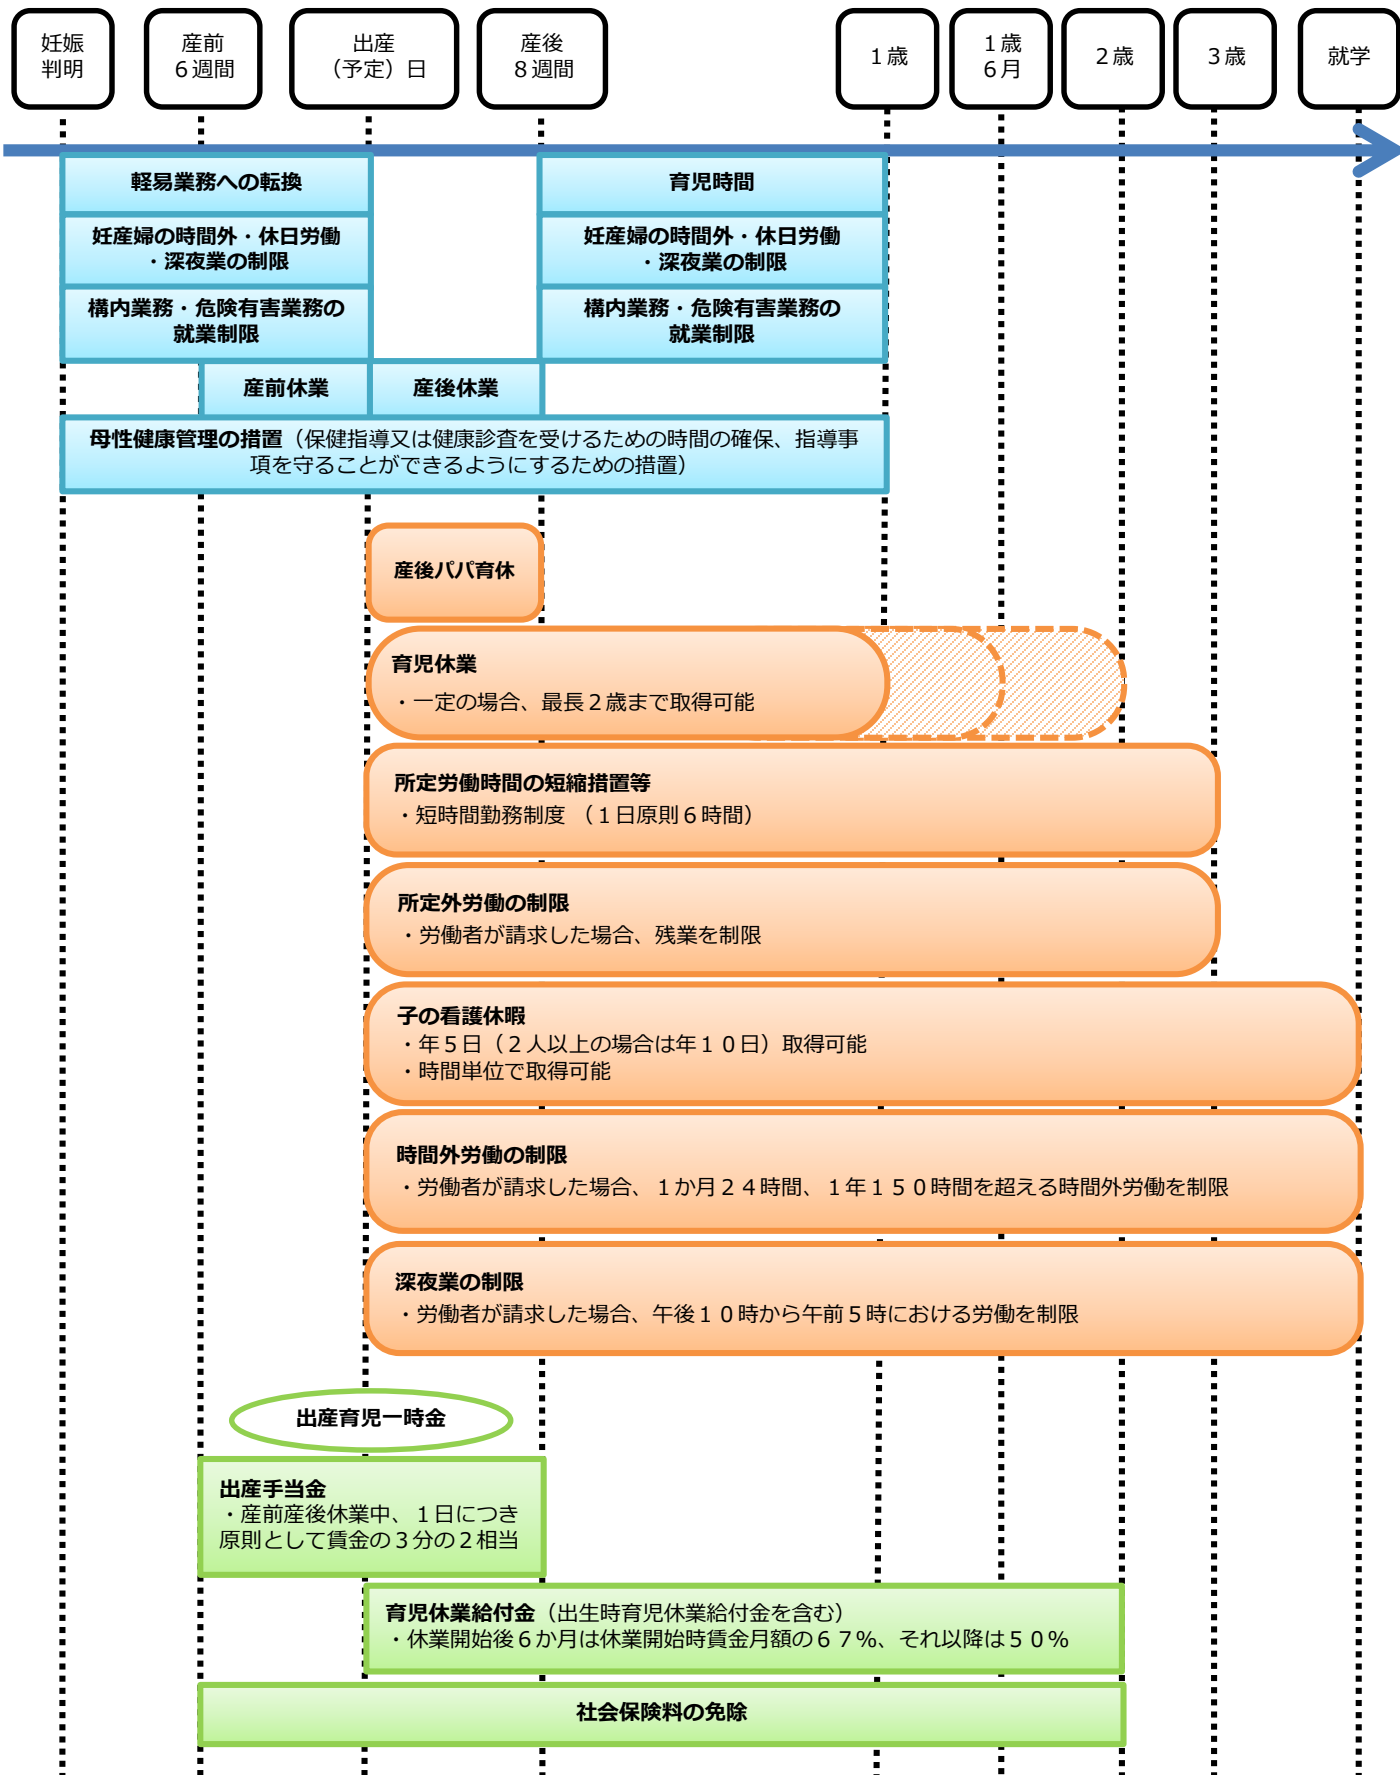 妊娠
判明
産前
６週間
出産
（予定）日
産後
８週間
１歳
１歳
６月
２歳
３歳
就学
軽易業務への転換
育児時間
妊産婦の時間外・休日労働
・深夜業の制限
妊産婦の時間外・休日労働
・深夜業の制限
構内業務・危険有害業務の
就業制限
構内業務・危険有害業務の
就業制限
産前休業
産後休業
母性健康管理の措置（保健指導又は健康診査を受けるための時間の確保、指導事
項を守ることができるようにするための措置）
産後パパ育休
育児休業
・一定の場合、最長２歳まで取得可能
所定労働時間の短縮措置等
・短時間勤務制度 （１日原則６時間）
所定外労働の制限
・労働者が請求した場合、残業を制限
子の看護休暇
・年５日（２人以上の場合は年１０日）取得可能
・時間単位で取得可能
時間外労働の制限
・労働者が請求した場合、１か月２４時間、１年１５０時間を超える時間外労働を制限
深夜業の制限
・労働者が請求した場合、午後１０時から午前５時における労働を制限
出産育児一時金
出産手当金
・産前産後休業中、１日につき
原則として賃金の３分の２相当
育児休業給付金（出生時育児休業給付金を含む）
・休業開始後６か月は休業開始時賃金月額の６７％、それ以降は５０％
社会保険料の免除